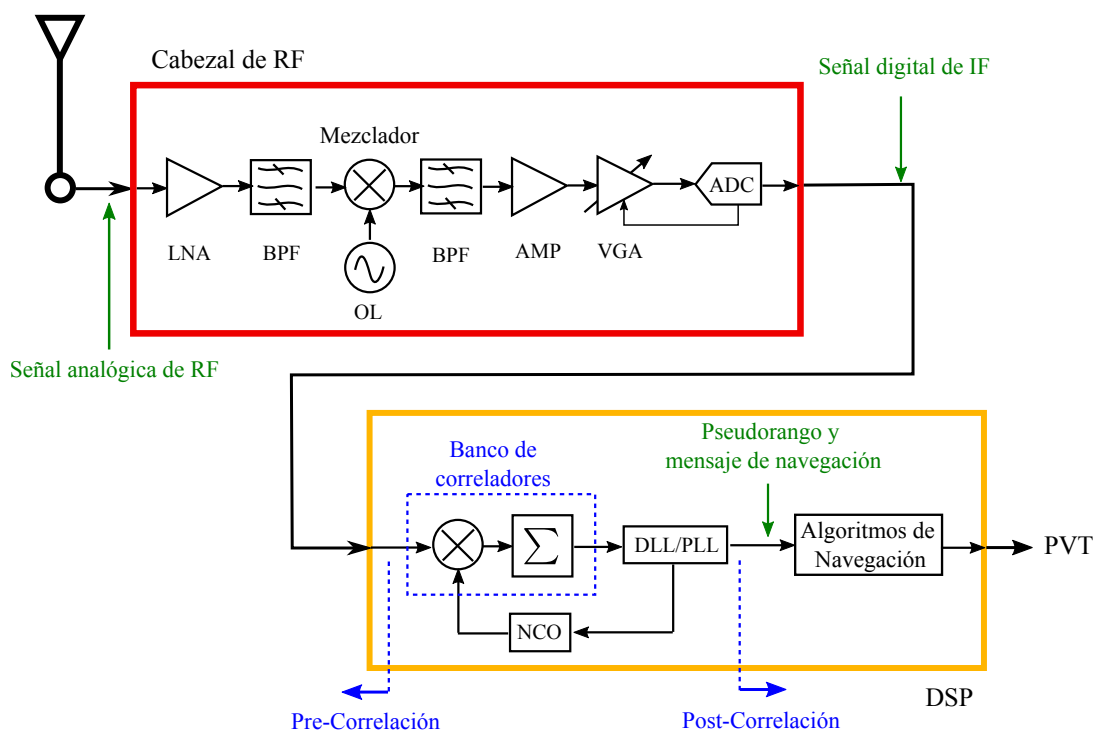 Cabezal de RF
Señal digital de IF
Mezclador
ADC
LNA
BPF
BPF
AMP
VGA
OL
Señal analógica de RF
Pseudorango y
mensaje de navegación
Banco de
correladores
∑
DLL/PLL
Algoritmos de
Navegación
PVT
NCO
DSP
Pre-Correlación
Post-Correlación